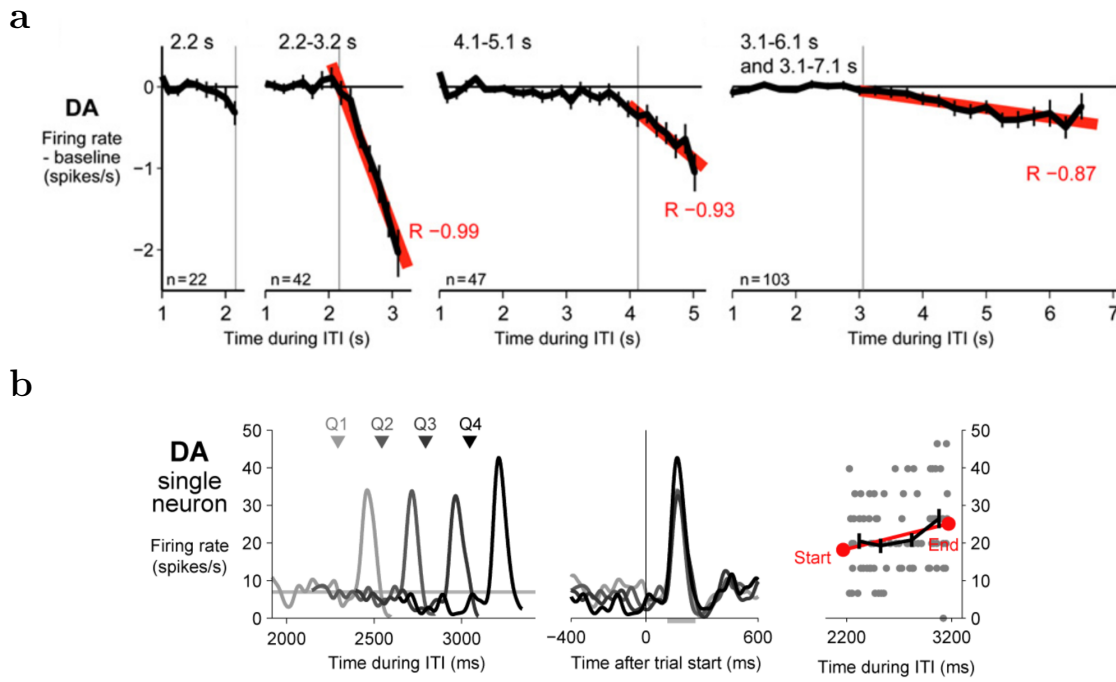 a
2.2 s
2.2-3.2 s
4.1-5.1 s
3.1-6.1 s
and 3.1-7.1 s
DA
Firing rate
- baseline
(spikes/s)
0
−1
−2
R −0.99
R −0.93
R −0.87
n=22
n=42
n=47
n=103
1 2
1 2 3
1 2 3 4 5
1 2 3 4 5 6 7
Time during ITI (s)
Time during ITI (s)
Time during ITI (s)
b
DA
single
neuron
Firing rate
(spikes/s)
Q1 Q2 Q3 Q4
50
40
30
20
10
0
2000 2500 3000
Time during ITI (ms)
−400 0 600
Time after trial start (ms)
Start
End
50
40
30
20
10
0
2200 3200
Time during ITI (ms)